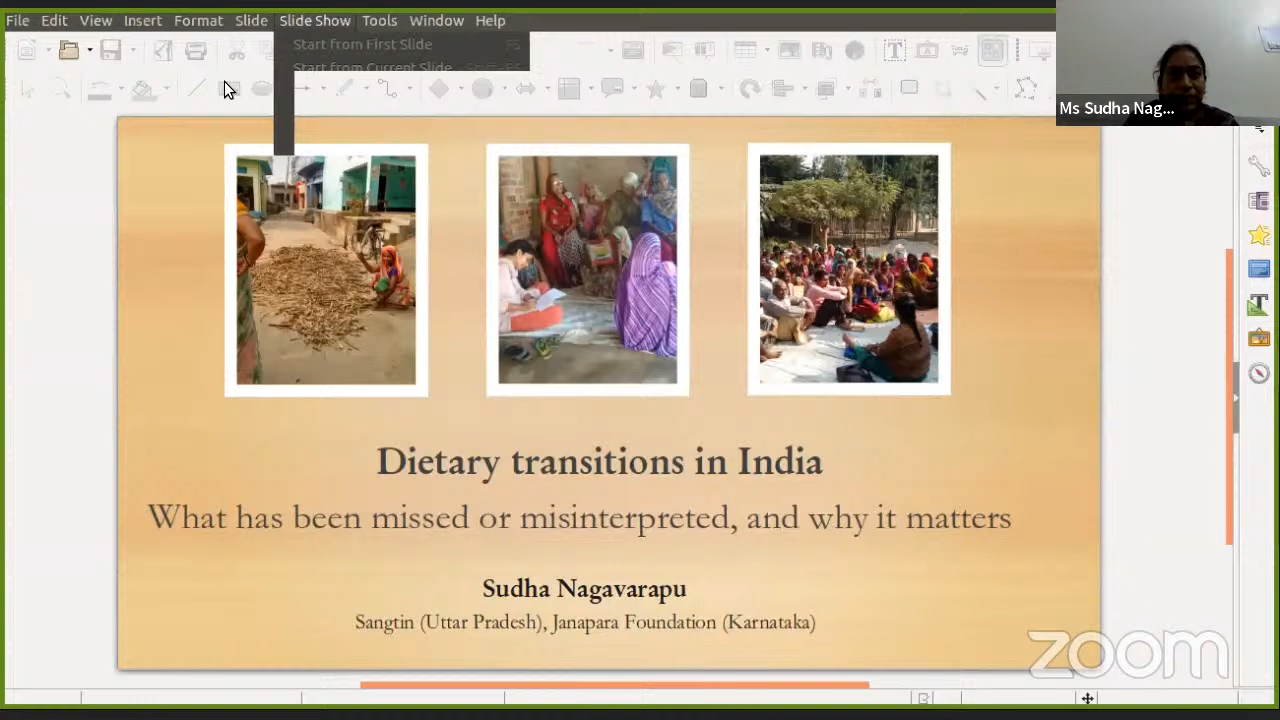 File Edit View Insert Format Slide Slide Show Tools Window Help
Start from First Slide F5
Start from Current Slide
Ms Sudha Nag...
Dietary transitions in India
What has been missed or misinterpreted, and why it matters
Sudha Nagavarapu
Sangtin (Uttar Pradesh), Janapara Foundation (Karnataka)
zoom